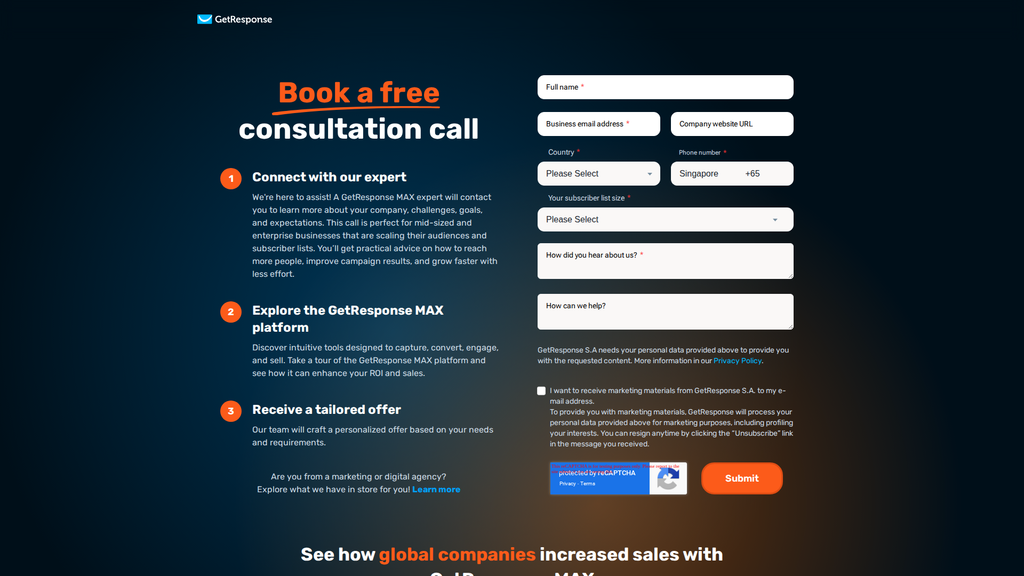 GetResponse
Book a free
consultation call
1
Connect with our expert
We're here to assist! A GetResponse MAX expert will contact
you to learn more about your company, challenges, goals,
and expectations. This call is perfect for mid-sized and
enterprise businesses that are scaling their audiences and
subscriber lists. You'll get practical advice on how to reach
more people, improve campaign results, and grow faster with
less effort.
2
Explore the GetResponse MAX
platform
Discover intuitive tools designed to capture, convert, engage,
and sell. Take a tour of the GetResponse MAX platform and
see how it can enhance your ROI and sales.
3
Receive a tailored offer
Our team will craft a personalized offer based on your needs
and requirements.
Are you from a marketing or digital agency?
Explore what we have in store for you! Learn more
Full name *
Business email address *
Company website URL
Country *
Phone number *
Please Select
Singapore +65
Your subscriber list size *
Please Select
How did you hear about us? *
How can we help?
GetResponse S.A needs your personal data provided above to provide you
with the requested content. More information in our Privacy Policy.
I want to receive marketing materials from GetResponse S.A. to my e-
mail address.
To provide you with marketing materials, GetResponse will process your
personal data provided above for marketing purposes, including profiling
your interests. You can resign anytime by clicking the "Unsubscribe" link
in the message you received.
protected by reCAPTCHA
Privacy - Terms
Submit
See how global companies increased sales with
GetResponse MAX